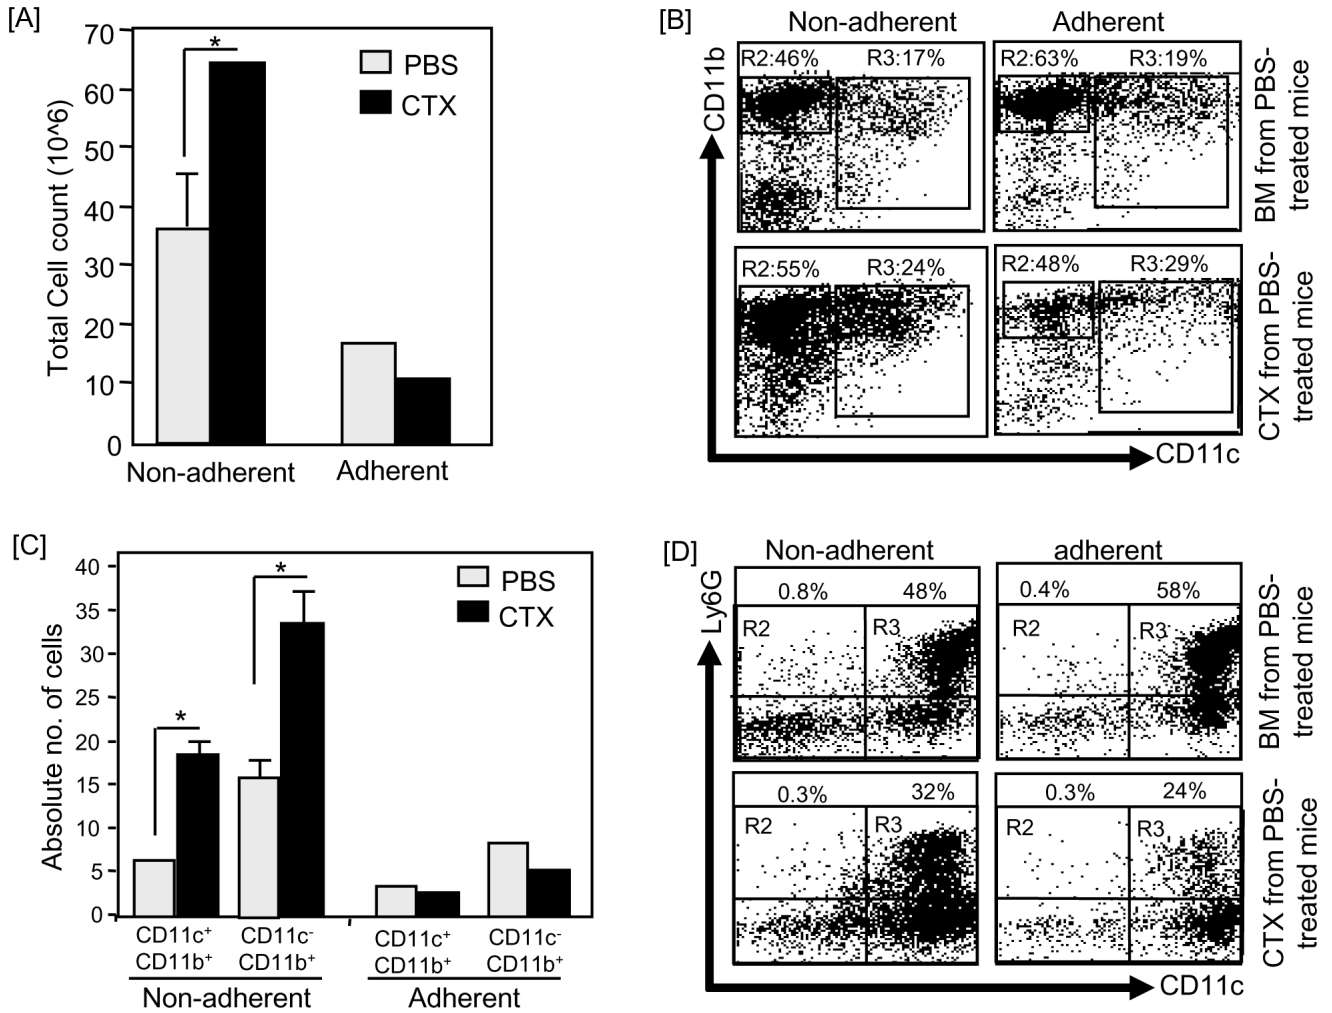 [A]
70
60
50
40
30
20
10
0
Total Cell count (10^6)
*
PBS
CTX
Non-adherent
Adherent
[B]
Non-adherent
Adherent
CD11b
R2:46%
R3:17%
R2:63%
R3:19%
BM from PBS-
treated mice
R2:55%
R3:24%
R2:48%
R3:29%
CTX from PBS-
treated mice
CD11c
[C]
40
35
30
25
20
15
10
5
0
Absolute no. of cells
*
*
PBS
CTX
CD11c+
CD11b+
CD11c-
CD11b+
CD11c+
CD11b+
CD11c-
CD11b+
Non-adherent
Adherent
[D]
Non-adherent
adherent
Ly6G
0.8%
48%
0.4%
58%
R2
R3
R2
R3
BM from PBS-
treated mice
0.3%
32%
0.3%
24%
R2
R3
R2
R3
CTX from PBS-
treated mice
CD11c